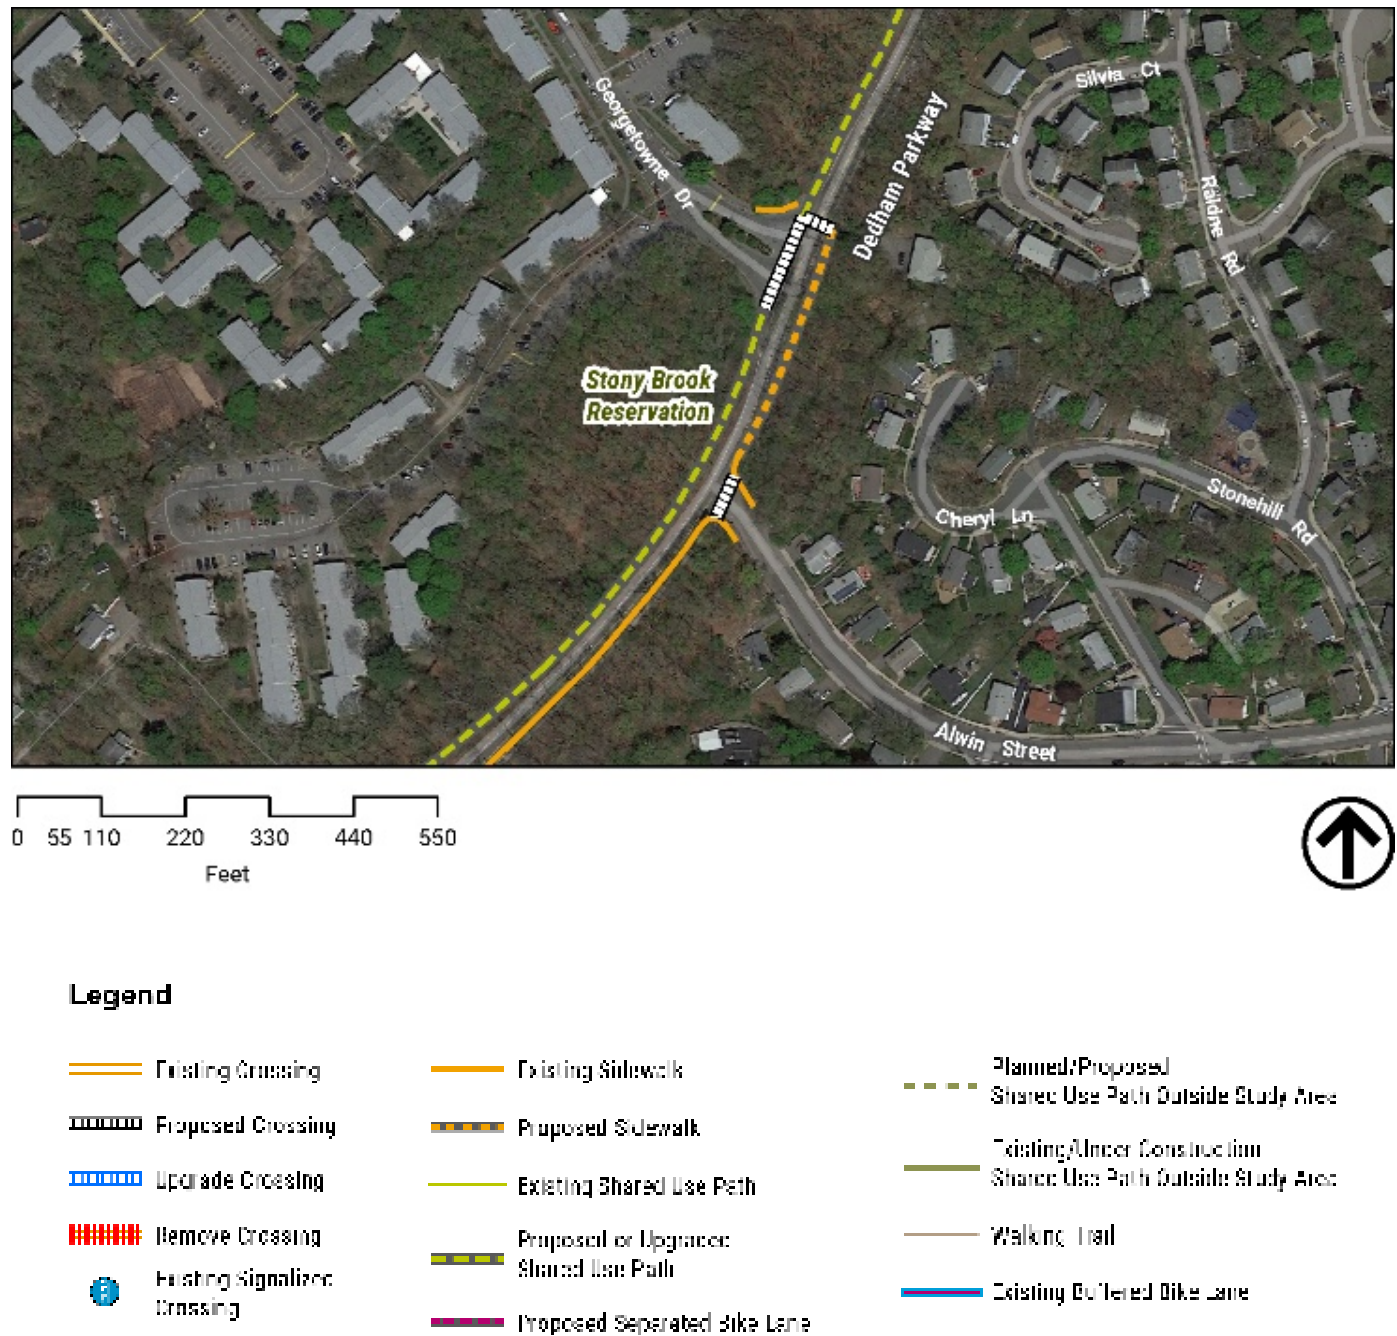 Silvia Ct
Georgetowne Dr
Dedham Parkway
Raldne Rd
Stony Brook
Reservation
Stonehill Rd
Cheryl Ln
Alwin Street
0 55 110 220 330 440 550
Feet
Legend
Existing Crossing
Proposed Crossing
Upgrade Crossing
Remove Crossing
Existing Signalized
Crossing
Existing Sidewalk
Proposed Sidewalk
Existing Shared Use Path
Proposed or Upgraded
Shared Use Path
Proposed Separated Bike Lane
Planned/Proposed
Shared Use Path Outside Study Area
Existing/Under Construction
Shared Use Path Outside Study Area
Walking Trail
Existing Buffered Bike Lane